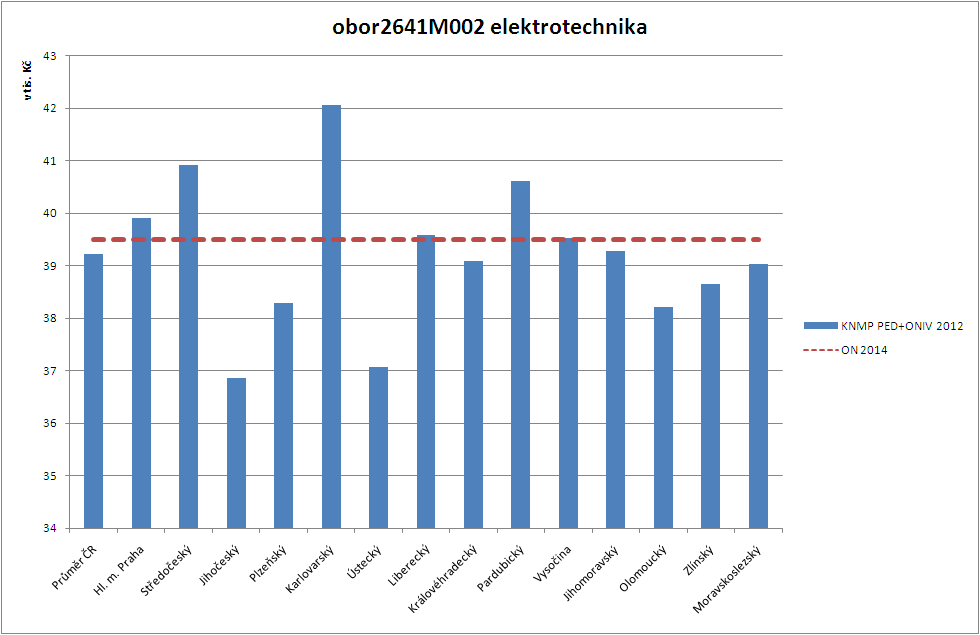 obor2641M002 elektrotechnika
v tis. Kč
43
42
41
40
39
38
37
36
35
34
Průměr ČR
Hl. m. Praha
Středočeský
Jihočeský
Plzeňský
Karlovarský
Ústecký
Liberecký
Královéhradecký
Pardubický
Vysočina
Jihomoravský
Olomoucký
Zlínský
Moravskoslezský
KNMP PED+ONIV 2012
ON 2014